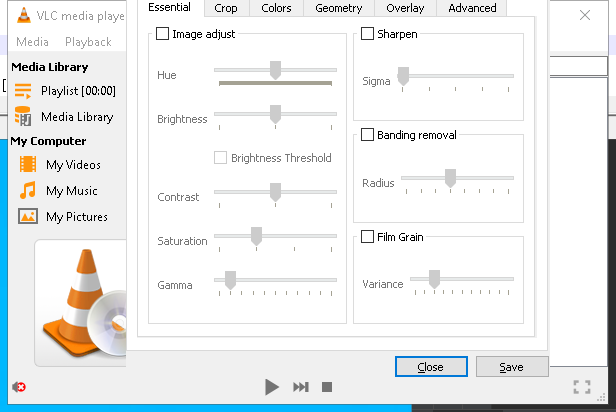 VLC media playe
Media Playback
Essential Crop Colors Geometry Overlay Advanced
Media Library
Playlist [00:00]
Media Library
My Computer
My Videos
My Music
My Pictures
Image adjust
Hue
Brightness
Brightness Threshold
Contrast
Saturation
Gamma
Sharpen
Sigma
Banding removal
Radius
Film Grain
Variance
Close Save